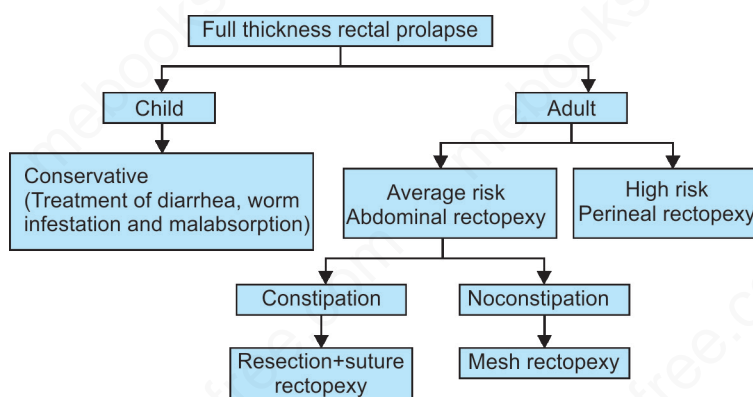 Full thickness rectal prolapse
Child
Adult
Conservative
(Treatment of diarrhea, worm
infestation and malabsorption)
Average risk
Abdominal rectopexy
High risk
Perineal rectopexy
Constipation
Noconstipation
Resection+suture
rectopexy
Mesh rectopexy